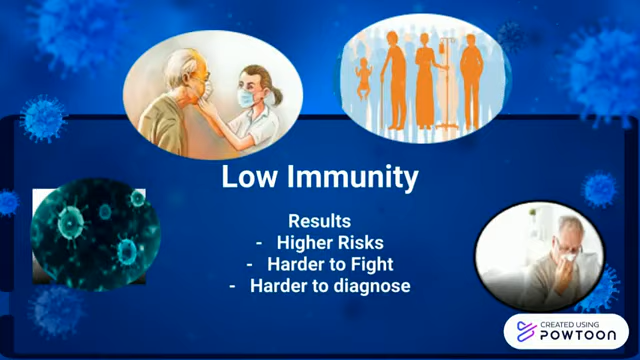 Low Immunity
Results
- Higher Risks
- Harder to Fight
- Harder to diagnose
CREATED USING
POWTOON